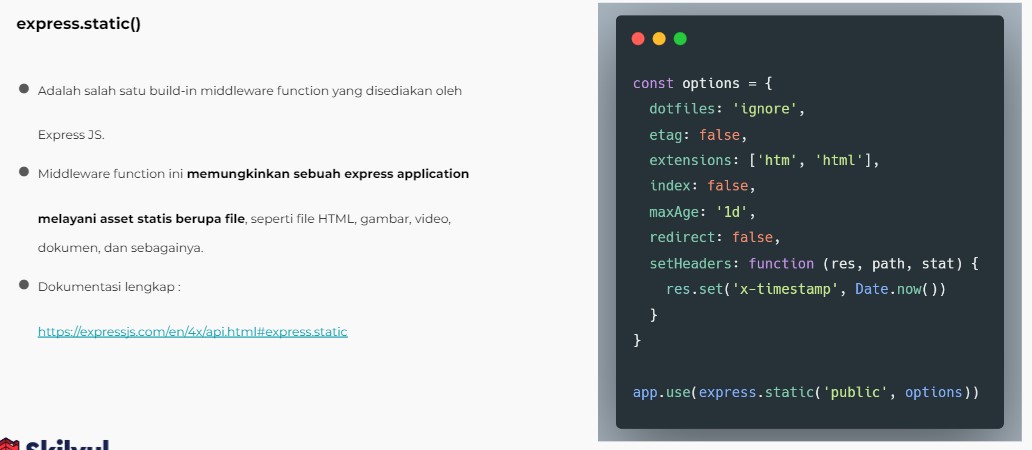 express.static()
Adalah salah satu build-in middleware function yang disediakan oleh
Express JS.
Middleware function ini memungkinkan sebuah express application
melayani asset statis berupa file, seperti file HTML, gambar, video,
dokumen, dan sebagainya.
Dokumentasi lengkap :
https://expressjs.com/en/4x/api.html#express.static
Skilvul
const options = {
  dotfiles: 'ignore',
  etag: false,
  extensions: ['htm', 'html'],
  index: false,
  maxAge: '1d',
  redirect: false,
  setHeaders: function (res, path, stat) {
    res.set('x-timestamp', Date.now())
  }
}
app.use(express.static('public', options))